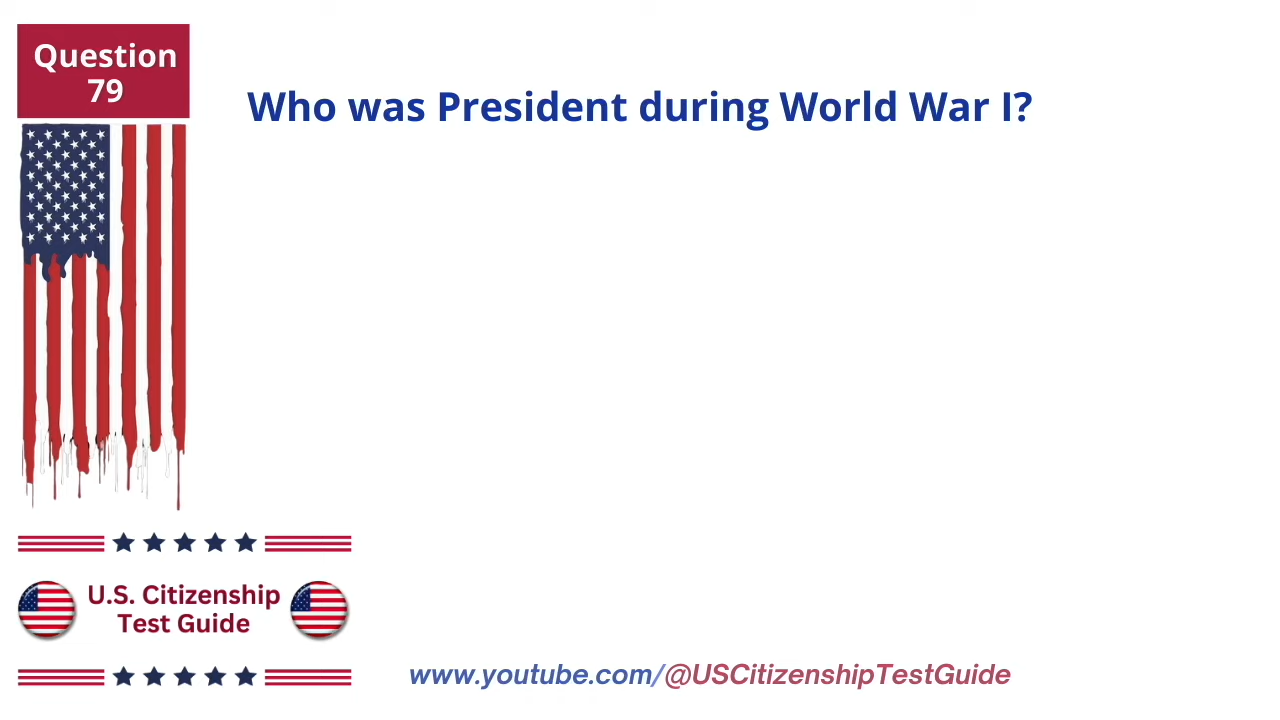 Question
79
Who was President during World War I?
U.S. Citizenship
Test Guide
www.youtube.com/@USCitizenshipTestGuide